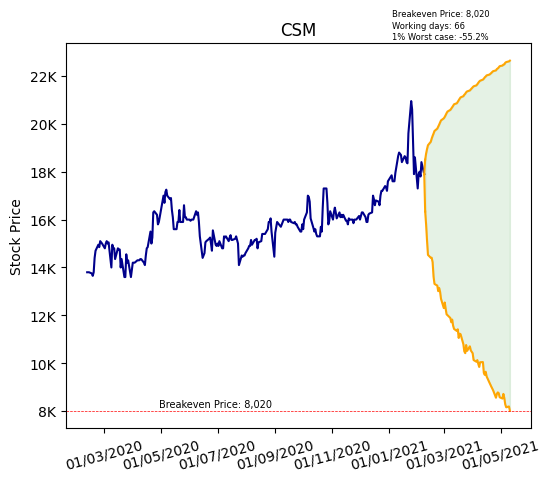 Breakeven Price: 8,020
Working days: 66
1% Worst case: -55.2%
CSM
Stock Price
22K
20K
18K
16K
14K
12K
10K
8K
Breakeven Price: 8,020
01/03/2020
01/05/2020
01/07/2020
01/09/2020
01/11/2020
01/01/2021
01/03/2021
01/05/2021